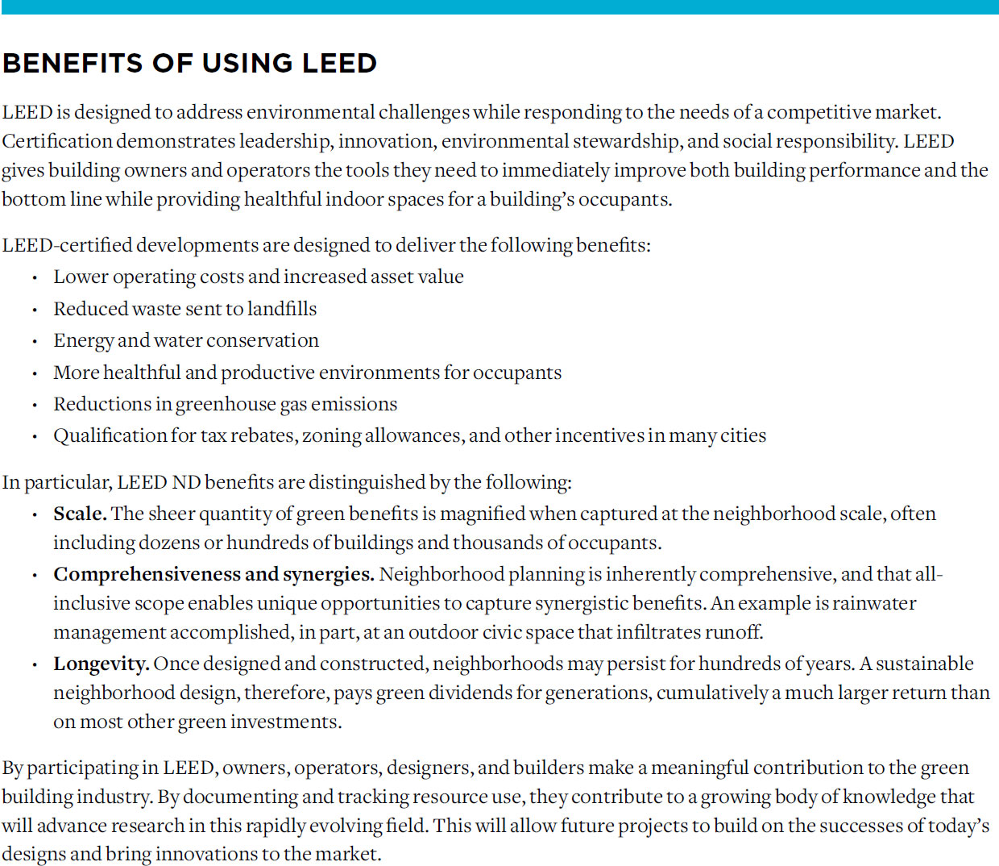 BENEFITS OF USING LEED
LEED is designed to address environmental challenges while responding to the needs of a competitive market.
Certification demonstrates leadership, innovation, environmental stewardship, and social responsibility. LEED
gives building owners and operators the tools they need to immediately improve both building performance and the
bottom line while providing healthful indoor spaces for a building’s occupants.
LEED-certified developments are designed to deliver the following benefits:
• Lower operating costs and increased asset value
• Reduced waste sent to landfills
• Energy and water conservation
• More healthful and productive environments for occupants
• Reductions in greenhouse gas emissions
• Qualification for tax rebates, zoning allowances, and other incentives in many cities
In particular, LEED ND benefits are distinguished by the following:
• Scale. The sheer quantity of green benefits is magnified when captured at the neighborhood scale, often
including dozens or hundreds of buildings and thousands of occupants.
• Comprehensiveness and synergies. Neighborhood planning is inherently comprehensive, and that all-
inclusive scope enables unique opportunities to capture synergistic benefits. An example is rainwater
management accomplished, in part, at an outdoor civic space that infiltrates runoff.
• Longevity. Once designed and constructed, neighborhoods may persist for hundreds of years. A sustainable
neighborhood design, therefore, pays green dividends for generations, cumulatively a much larger return than
on most other green investments.
By participating in LEED, owners, operators, designers, and builders make a meaningful contribution to the green
building industry. By documenting and tracking resource use, they contribute to a growing body of knowledge that
will advance research in this rapidly evolving field. This will allow future projects to build on the successes of today’s
designs and bring innovations to the market.